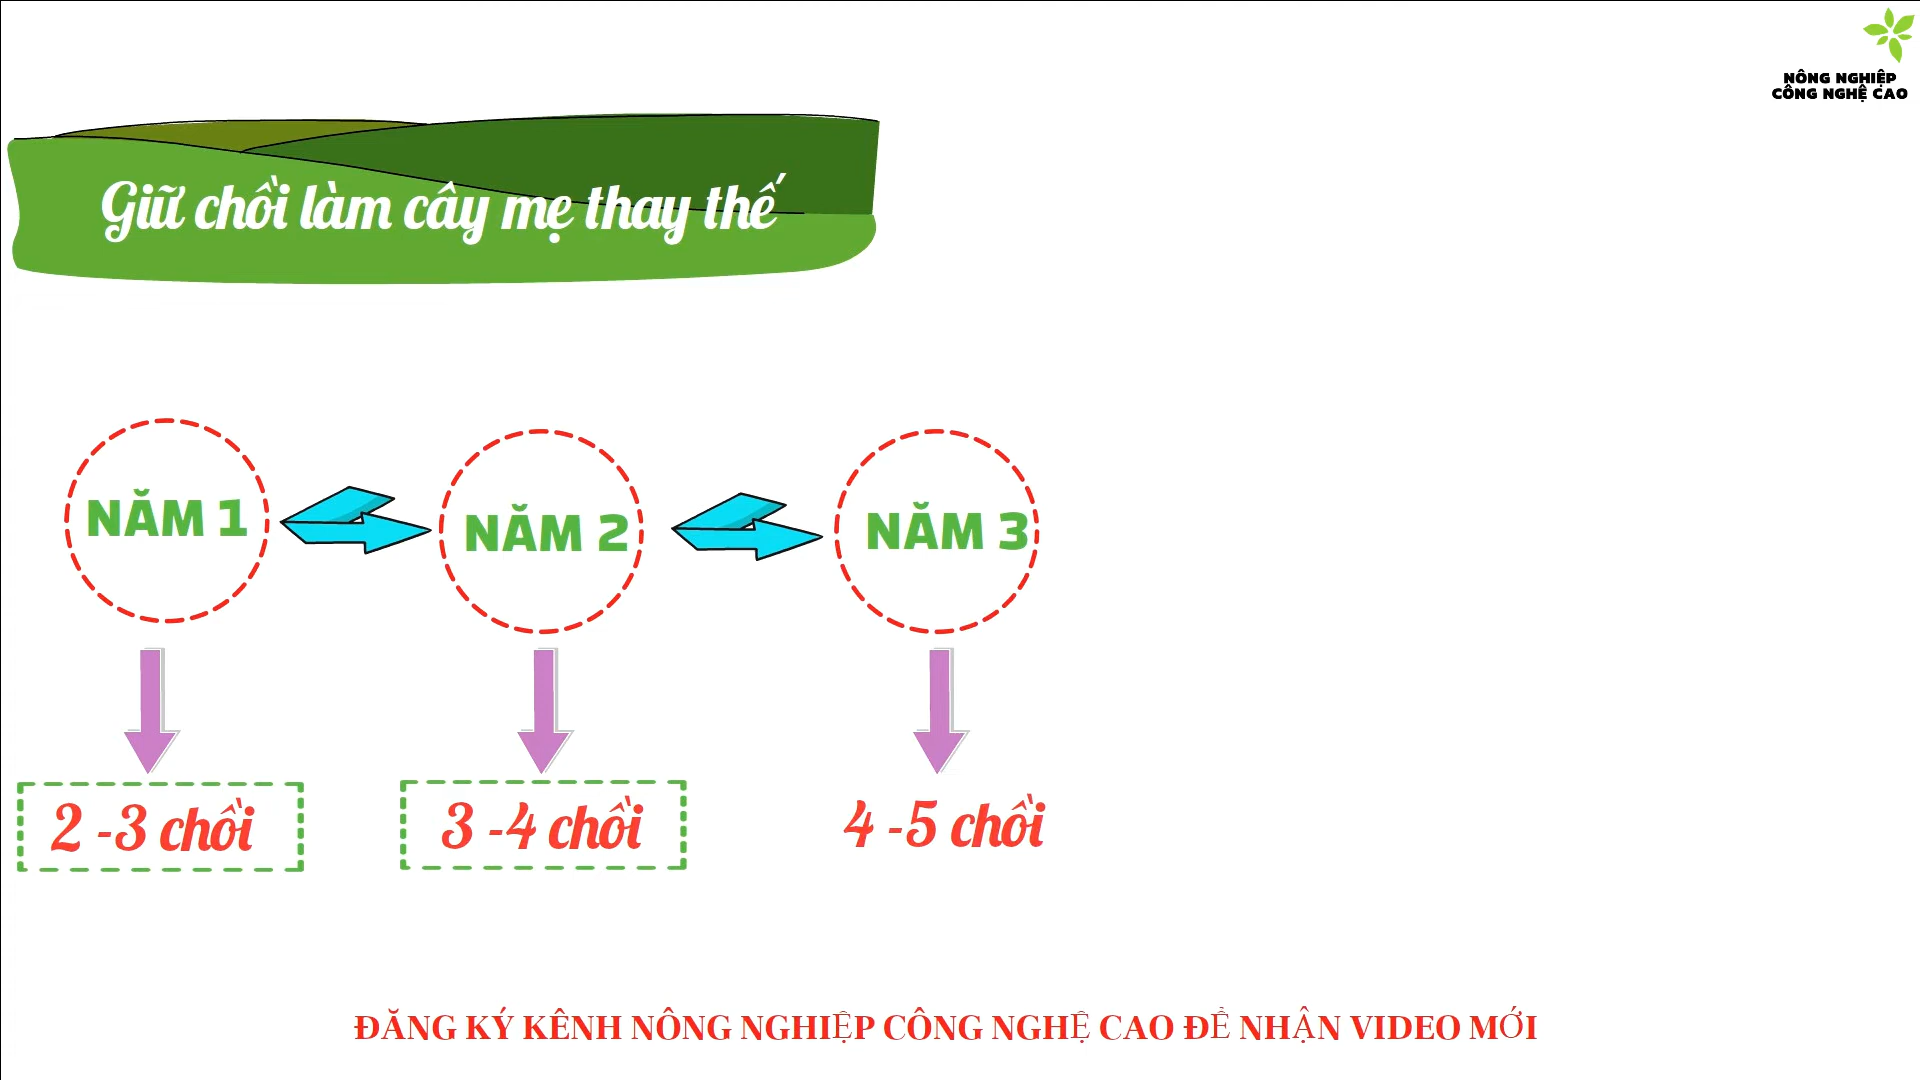 NÔNG NGHIỆP
CÔNG NGHỆ CAO
Giữ chồi làm cây mẹ thay thế
NĂM 1
NĂM 2
NĂM 3
2 -3 chồi
3 -4 chồi
4 -5 chồi
ĐĂNG KÝ KÊNH NÔNG NGHIỆP CÔNG NGHỆ CAO ĐỂ NHẬN VIDEO MỚI